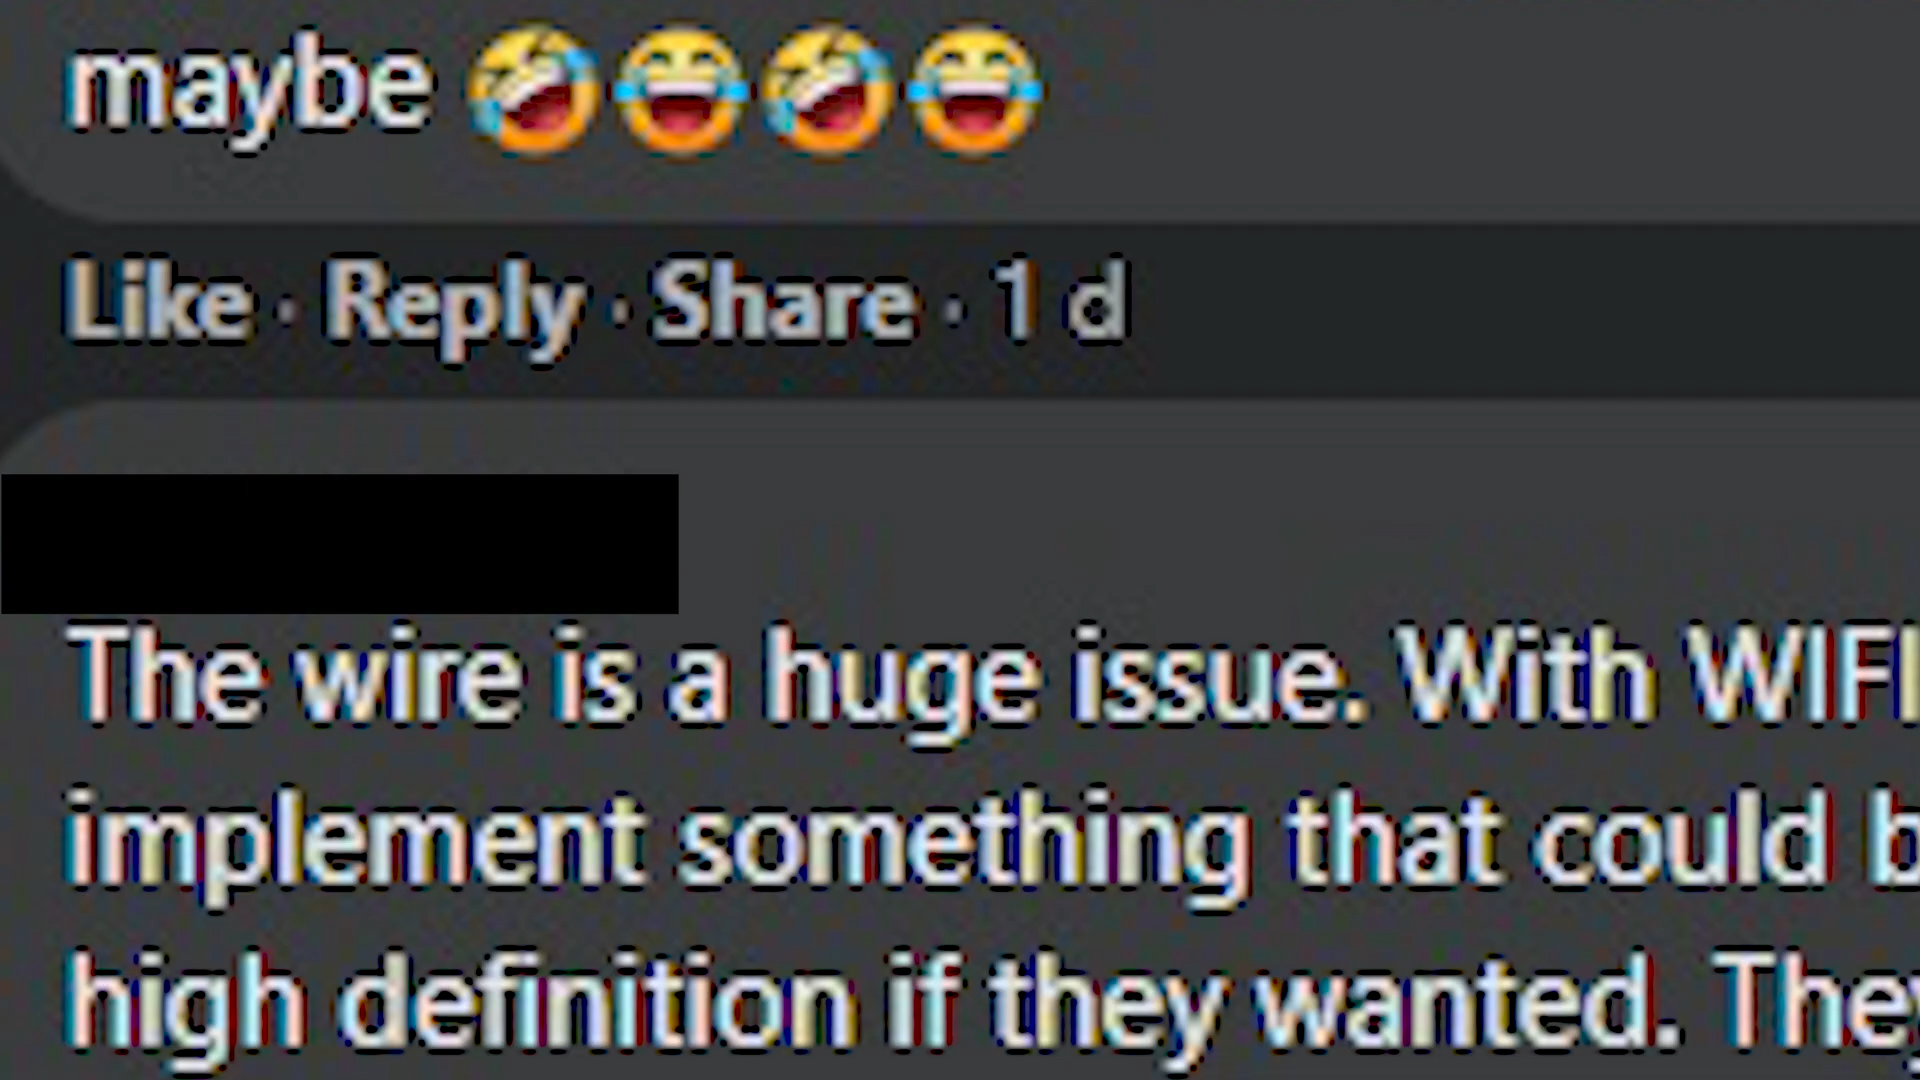 maybe 🤣😂🤣😂
Like · Reply · Share · 1 d
The wire is a huge issue. With WIFI
implement something that could b
high definition if they wanted. They